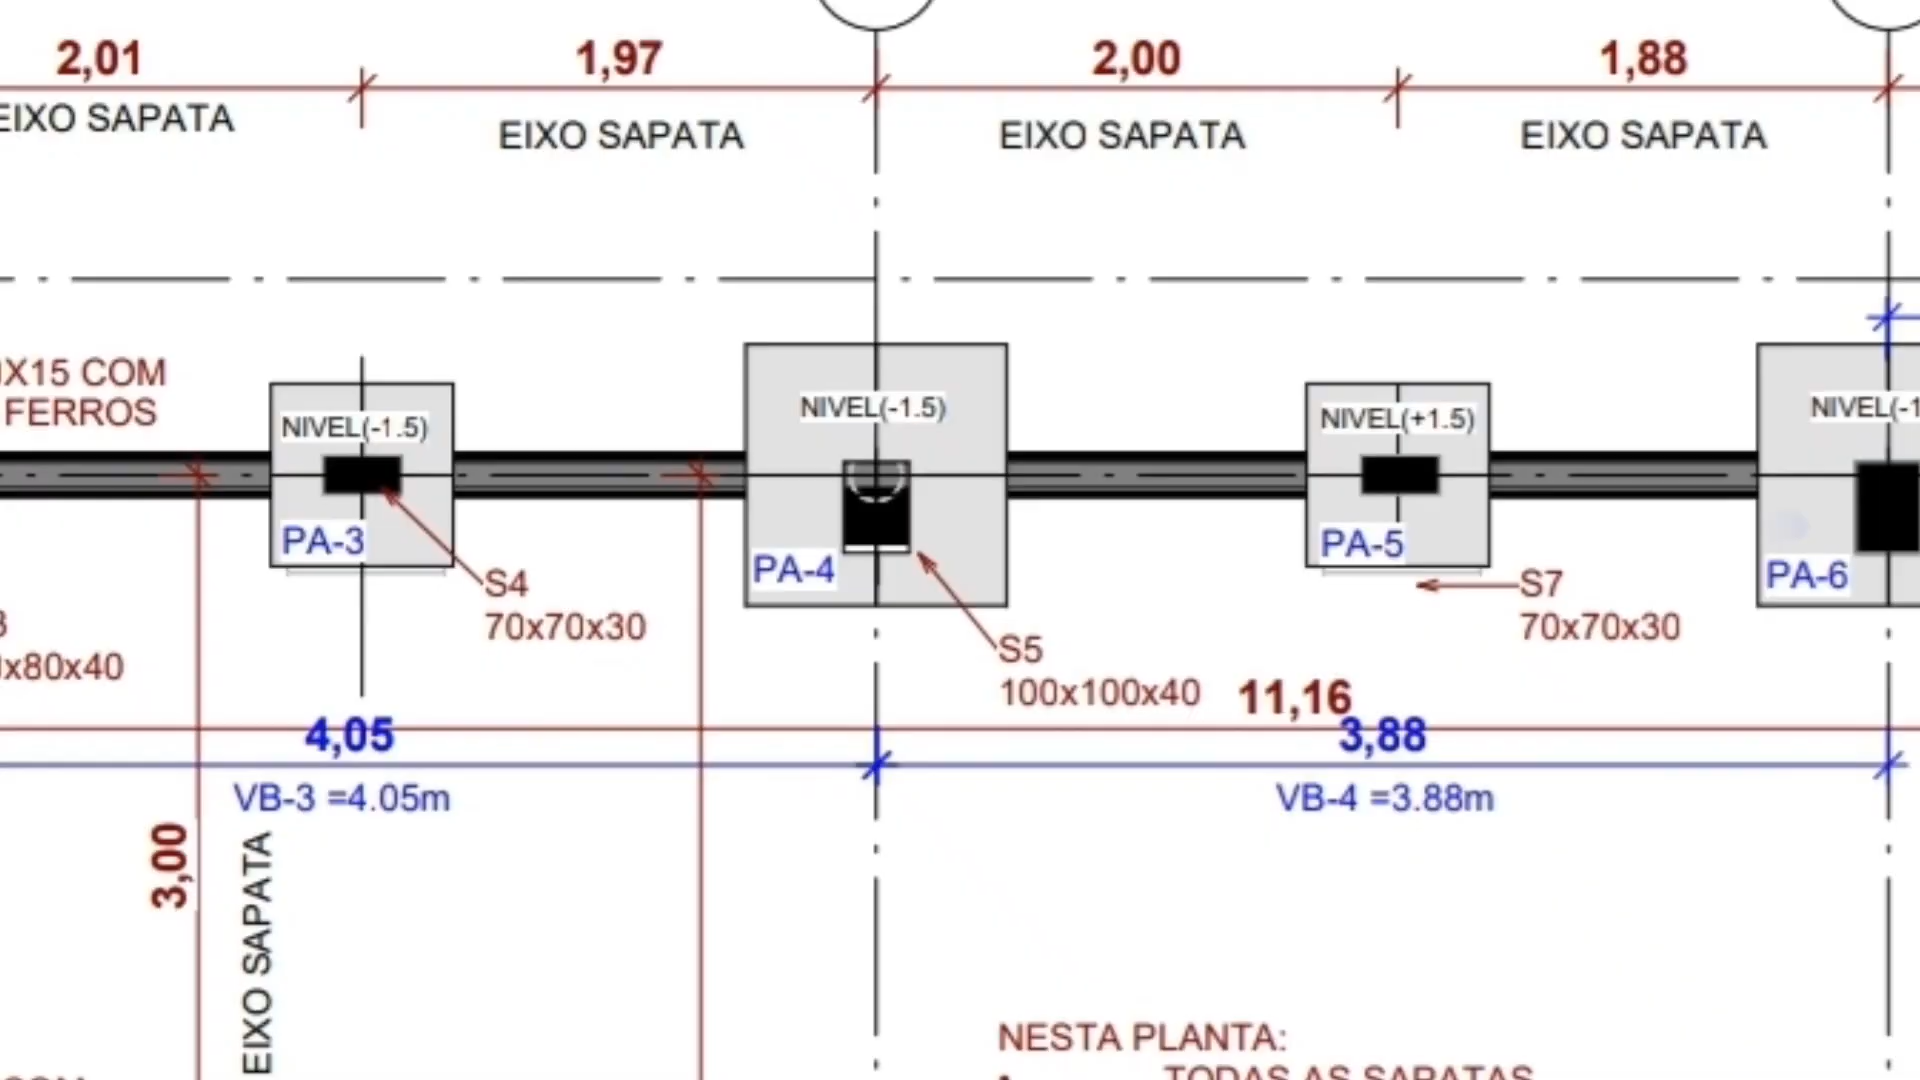 2,01
1,97
2,00
1,88
EIXO SAPATA
EIXO SAPATA
EIXO SAPATA
EIXO SAPATA
X15 COM
FERROS
NIVEL(-1.5)
NIVEL(-1.5)
NIVEL(+1.5)
NIVEL(-1
PA-3
PA-4
PA-5
PA-6
S4
70x70x30
S5
100x100x40
S7
70x70x30
x80x40
11,16
4,05
3,88
VB-3 =4.05m
VB-4 =3.88m
3,00
EIXO SAPATA
NESTA PLANTA:
TODAS AS SAPATAS